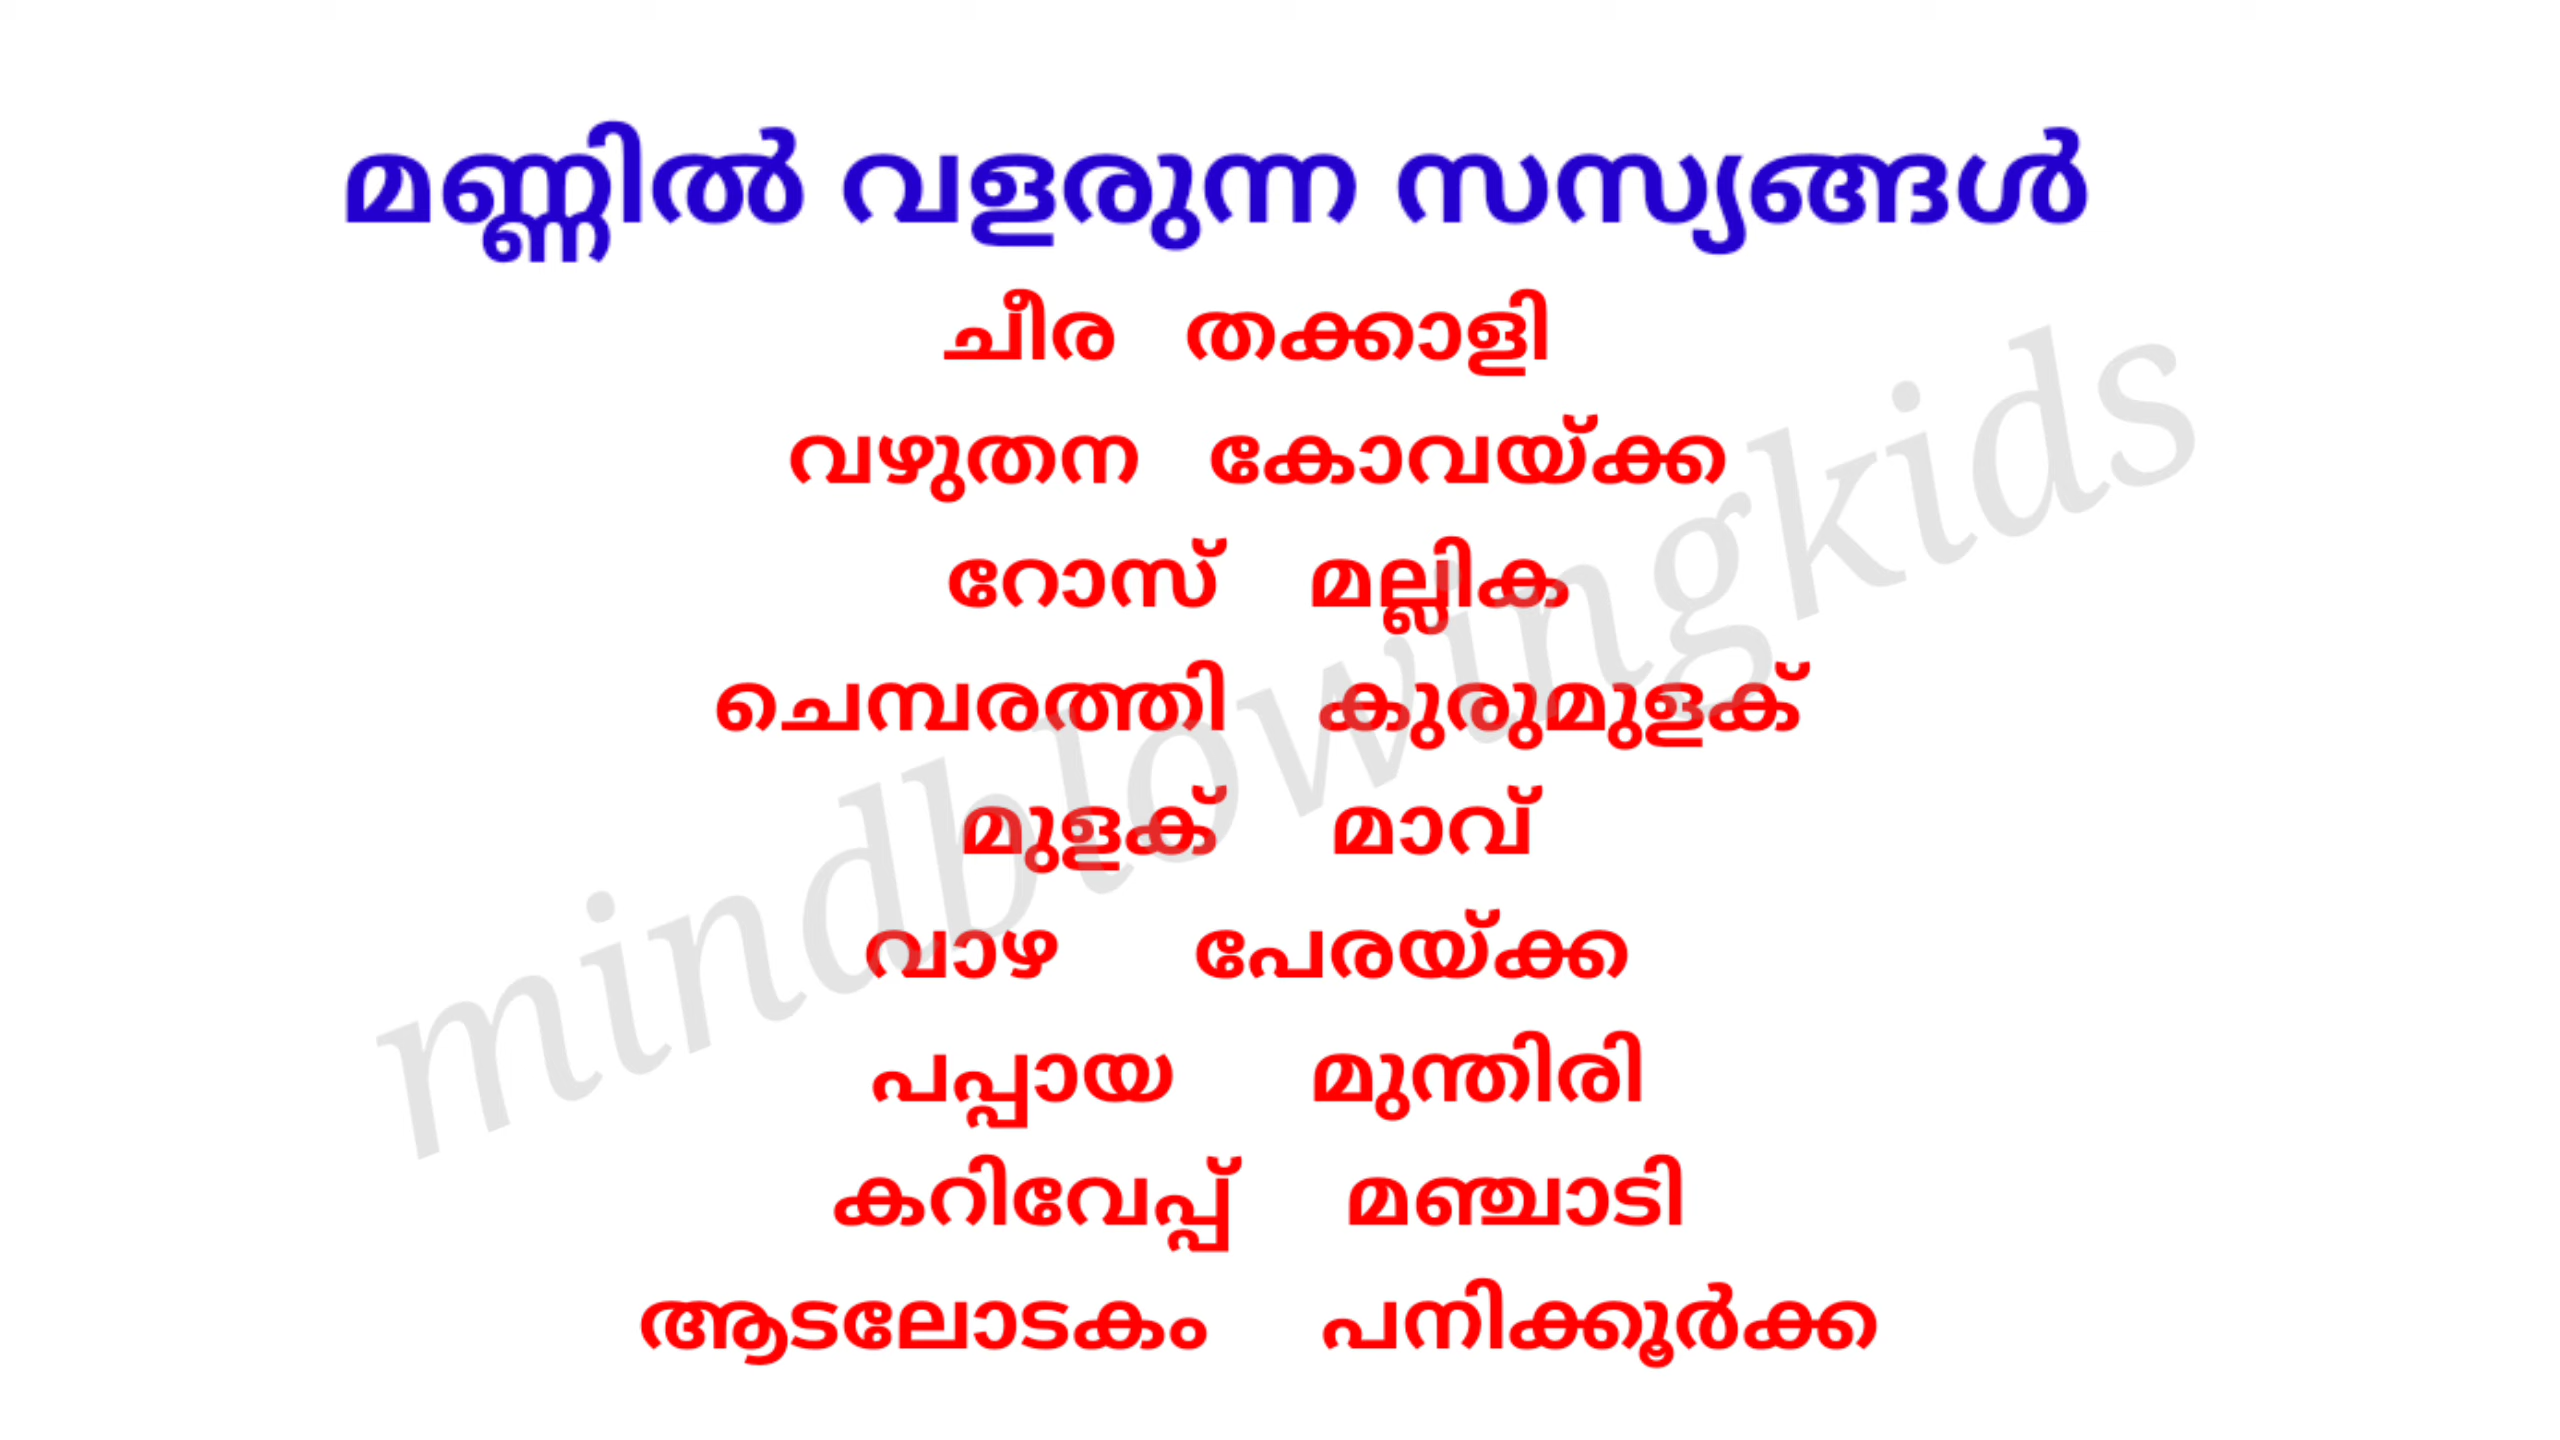 മണ്ണിൽ വളരുന്ന സസ്യങ്ങൾ
ചീര തക്കാളി
വഴുതന കോവയ്ക്ക
റോസ് മല്ലിക
ചെമ്പരത്തി കുരുമുളക്
മുളക് മാവ്
വാഴ പേരയ്ക്ക
പപ്പായ മുന്തിരി
കറിവേപ്പ് മഞ്ചാടി
ആടലോടകം പനിക്കൂർക്ക
mindblowingkids